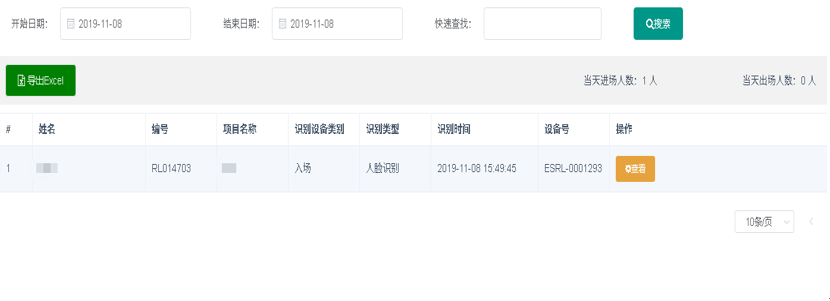 开始日期: 2019-11-08 结束日期: 2019-11-08 快速查找: 搜索
导出Excel 当天进场人数: 1 人 当天出场人数: 0 人
# 姓名 编号 项目名称 识别设备类别 识别类型 识别时间 设备号 操作
1 RL014703 入场 人脸识别 2019-11-08 15:49:45 ESRL-0001293 查看
10条/页